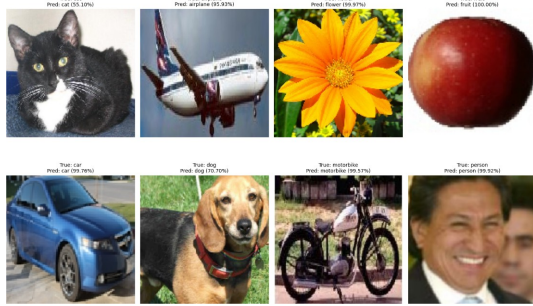 Pred: cat (55.10%)
Pred: airplane (95.93%)
Pred: flower (99.97%)
Pred: fruit (100.00%)
True: car
Pred: car (99.76%)
True: dog
Pred: dog (70.70%)
True: motorbike
Pred: motorbike (99.57%)
True: person
Pred: person (99.92%)